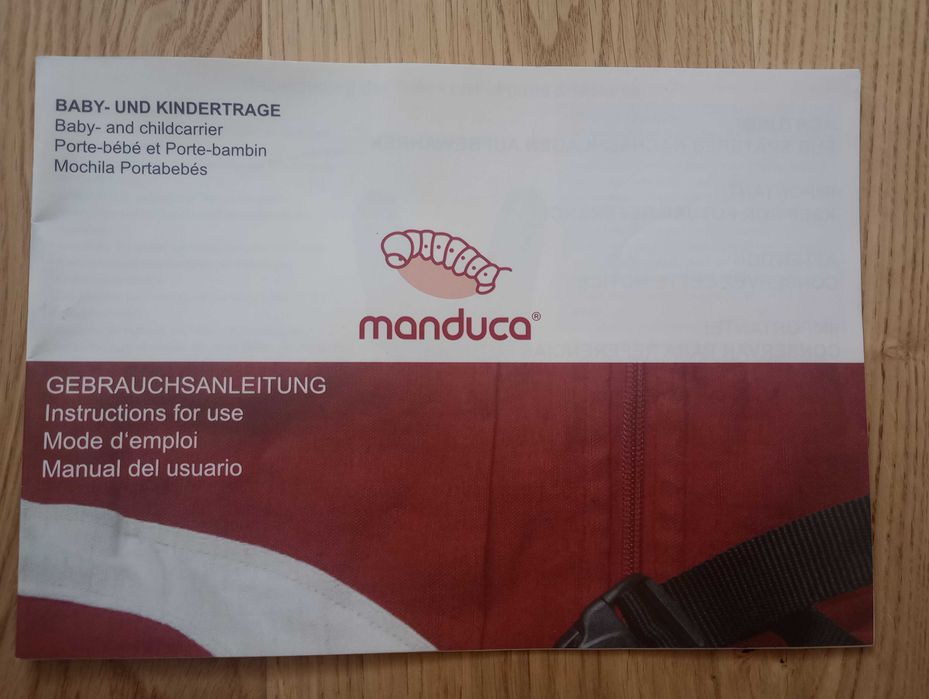 BABY- UND KINDERTRAGE
Baby- and childcarrier
Porte-bébé et Porte-bambin
Mochila Portabebés
manduca®
GEBRAUCHSANLEITUNG
Instructions for use
Mode d'emploi
Manual del usuario